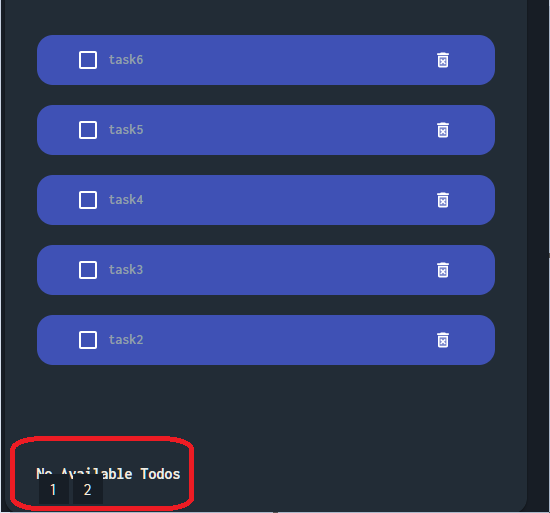 task6
task5
task4
task3
task2
No Available Todos
1 2